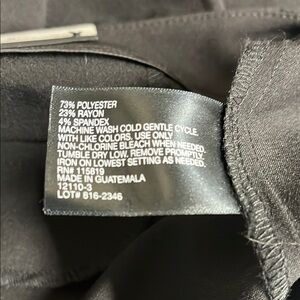 73% POLYESTER
23% RAYON
4% SPANDEX
MACHINE WASH COLD GENTLE CYCLE,
WITH LIKE COLORS. USE ONLY
NON-CHLORINE BLEACH WHEN NEEDED.
TUMBLE DRY LOW. REMOVE PROMPTLY.
IRON ON LOWEST SETTING AS NEEDED.
RN# 115819
MADE IN GUATEMALA
12110-3
LOT# 816-2346